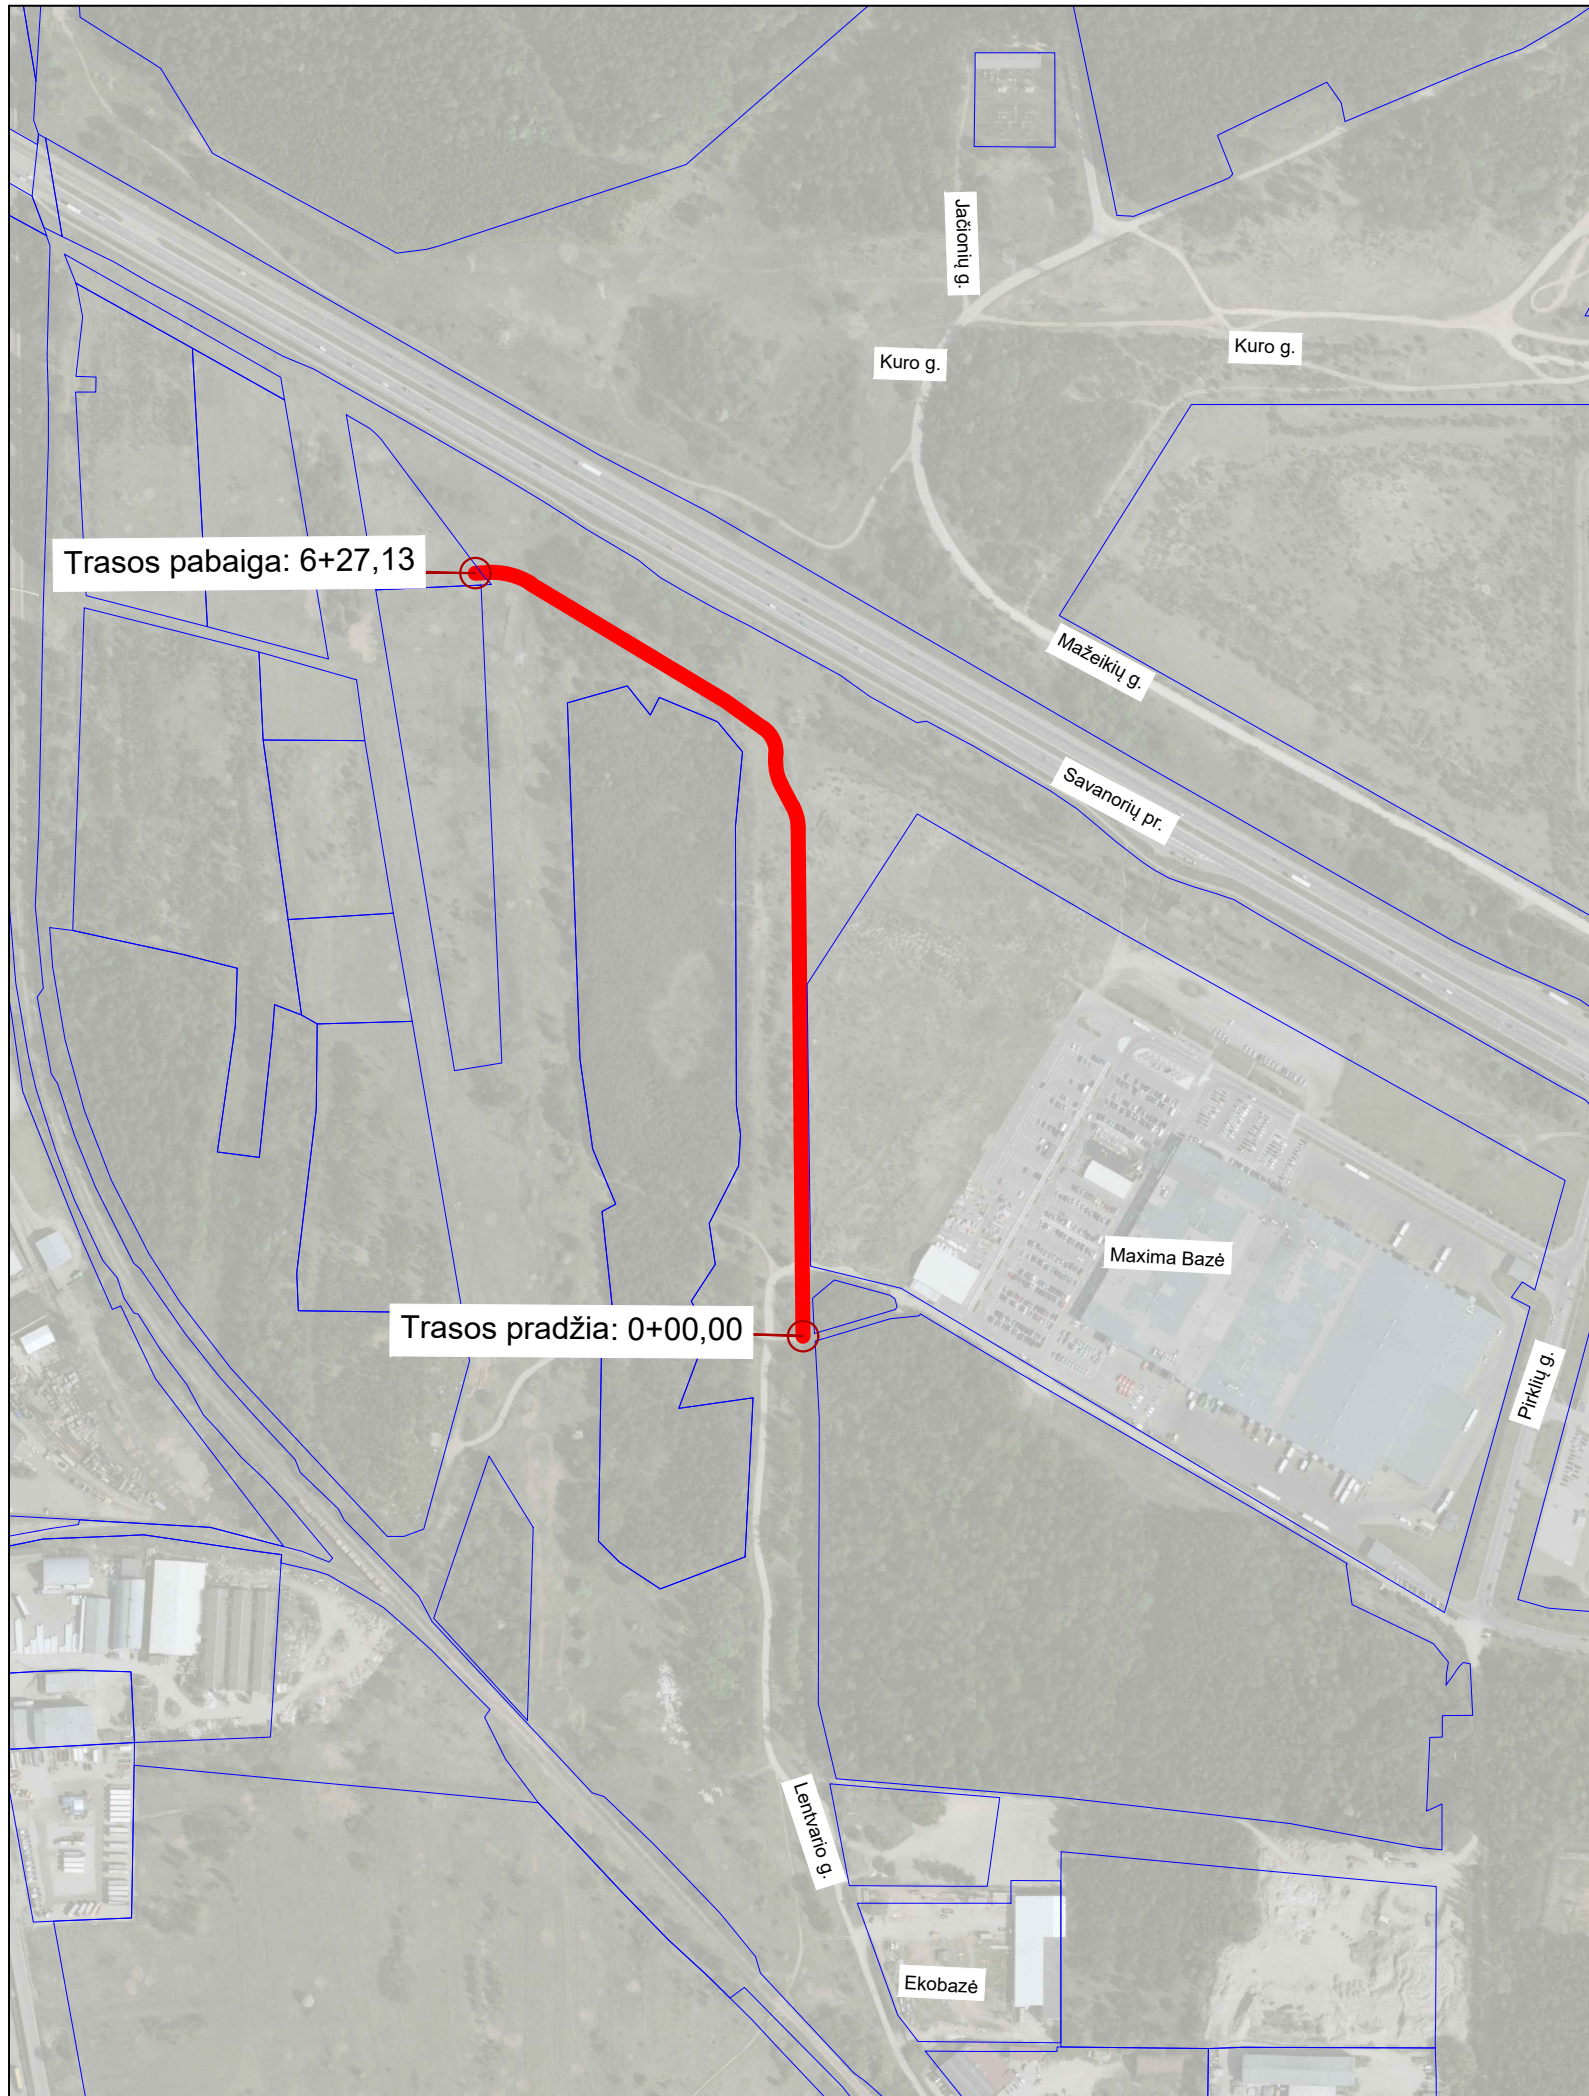 Jačionių g.
Kuro g.
Kuro g.
Trasos pabaiga: 6+27,13
Mažeikių g.
Savanorių pr.
Maxima Bazė
Trasos pradžia: 0+00,00
Pirklių g.
Lentvario g.
Ekobazė